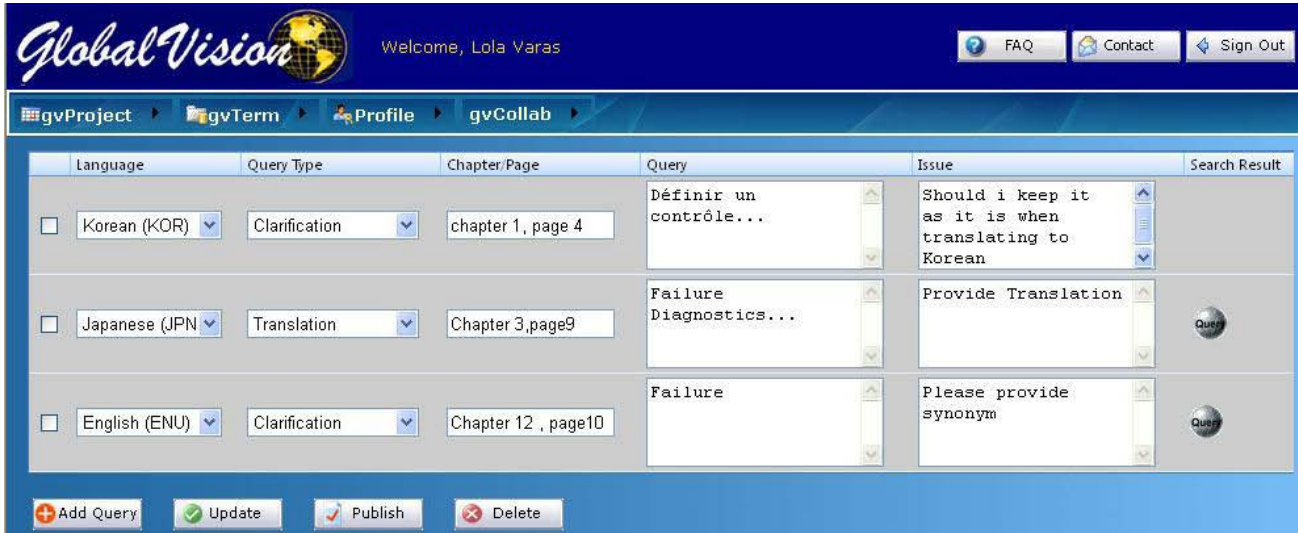 GlobalVision
Welcome, Lola Varas
FAQ
Contact
Sign Out
gvProject
gvTerm
Profile
gvCollab
Language Query Type Chapter/Page Query Issue Search Result
Korean (KOR)
Clarification
chapter 1, page 4
Définir un
contrôle...
Should i keep it
as it is when
translating to
Korean
Japanese (JPN
Translation
Chapter 3,page9
Failure
Diagnostics...
Provide Translation
Query
English (ENU)
Clarification
Chapter 12 , page10
Failure
Please provide
synonym
Query
Add Query
Update
Publish
Delete